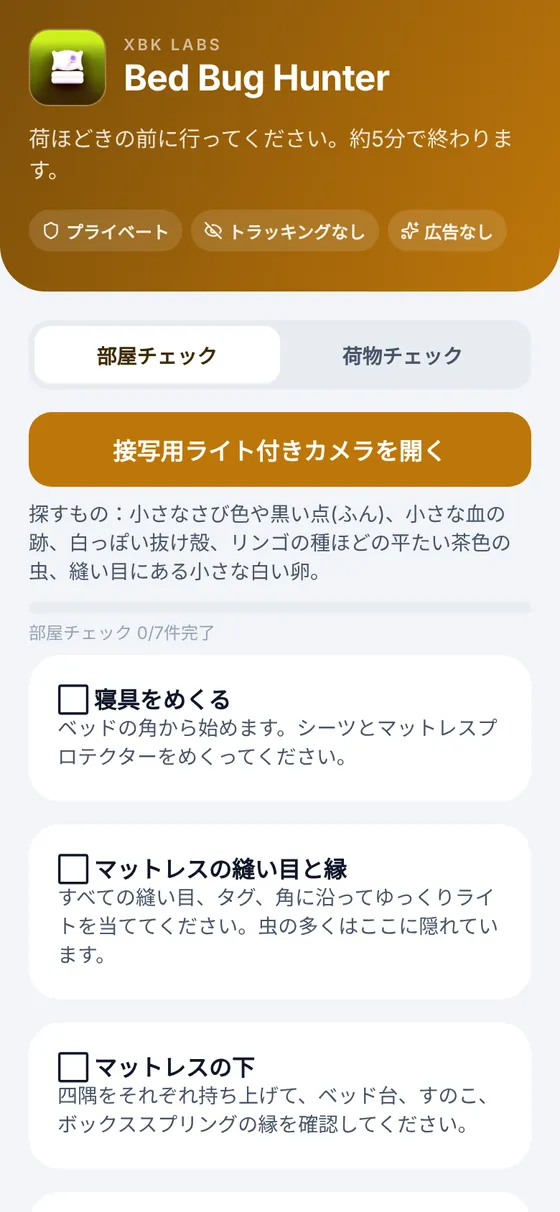 XBK LABS
Bed Bug Hunter
荷ほどきの前に行ってください。約5分で終わりま
す。
プライベート
トラッキングなし
広告なし
部屋チェック
荷物チェック
接写用ライト付きカメラを開く
探すもの：小さなさび色や黒い点(ふん)、小さな血の
跡、白っぽい抜け殻、リンゴの種ほどの平たい茶色の
虫、縫い目にある小さな白い卵。
部屋チェック 0/7件完了
寝具をめくる
ベッドの角から始めます。シーツとマットレスプ
ロテクターをめくってください。
マットレスの縫い目と縁
すべての縫い目、タグ、角に沿ってゆっくりライ
トを当ててください。虫の多くはここに隠れてい
ます。
マットレスの下
四隅をそれぞれ持ち上げて、ベッド台、すのこ、
ボックススプリングの縁を確認してください。